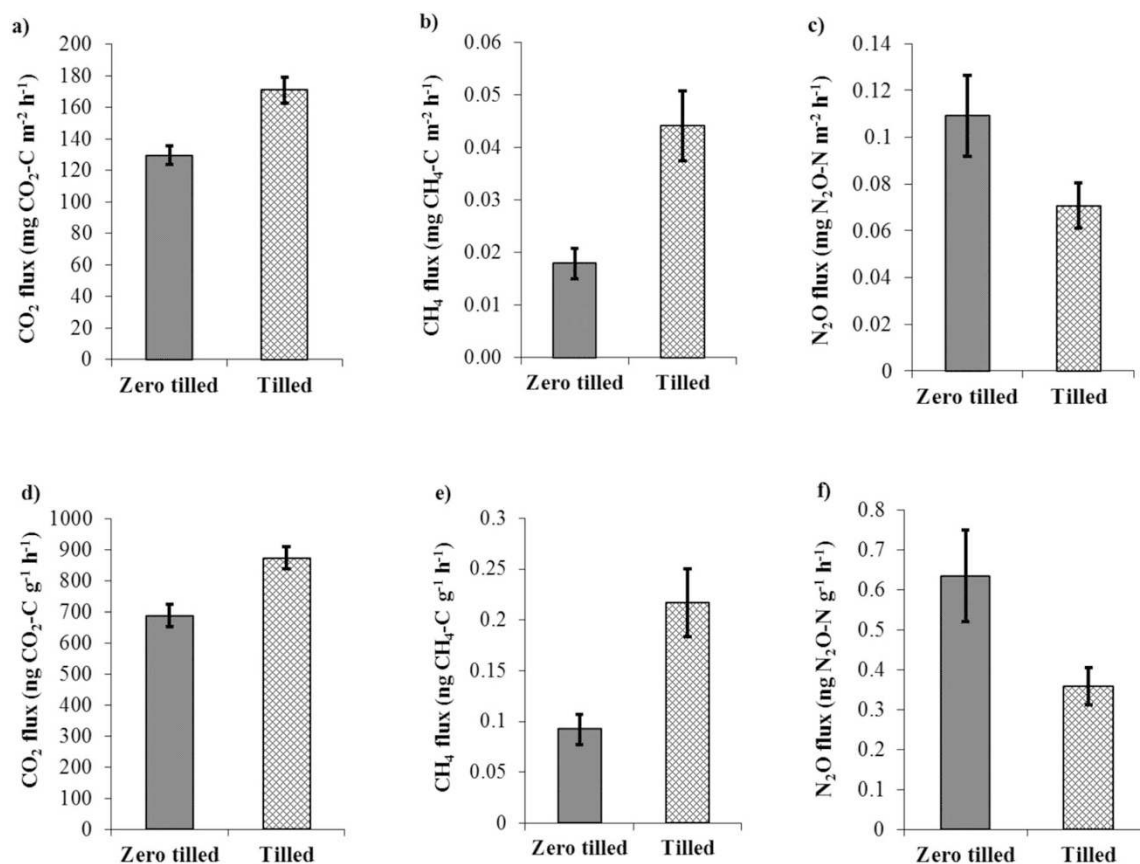 a)
CO₂ flux (mg CO₂-C m⁻² h⁻¹)
200
180
160
140
120
100
80
60
40
20
0
Zero tilled Tilled
b)
CH₄ flux (mg CH₄-C m⁻² h⁻¹)
0.06
0.05
0.04
0.03
0.02
0.01
0.00
Zero tilled Tilled
c)
N₂O flux (mg N₂O-N m⁻² h⁻¹)
0.14
0.12
0.1
0.08
0.06
0.04
0.02
0
Zero tilled Tilled
d)
CO₂ flux (ng CO₂-C g⁻¹ h⁻¹)
1000
900
800
700
600
500
400
300
200
100
0
Zero tilled Tilled
e)
CH₄ flux (ng CH₄-C g⁻¹ h⁻¹)
0.3
0.25
0.2
0.15
0.1
0.05
0
Zero tilled Tilled
f)
N₂O flux (ng N₂O-N g⁻¹ h⁻¹)
0.8
0.7
0.6
0.5
0.4
0.3
0.2
0.1
0
Zero tilled Tilled